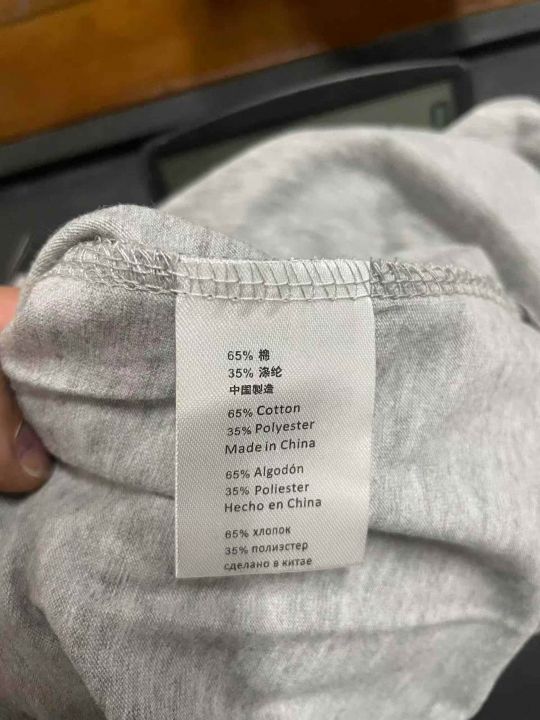 65% 棉
35% 涤纶
中国製造
65% Cotton
35% Polyester
Made in China
65% Algodón
35% Poliester
Hecho en China
65% хлопок
35% полиэстер
сделано в китае